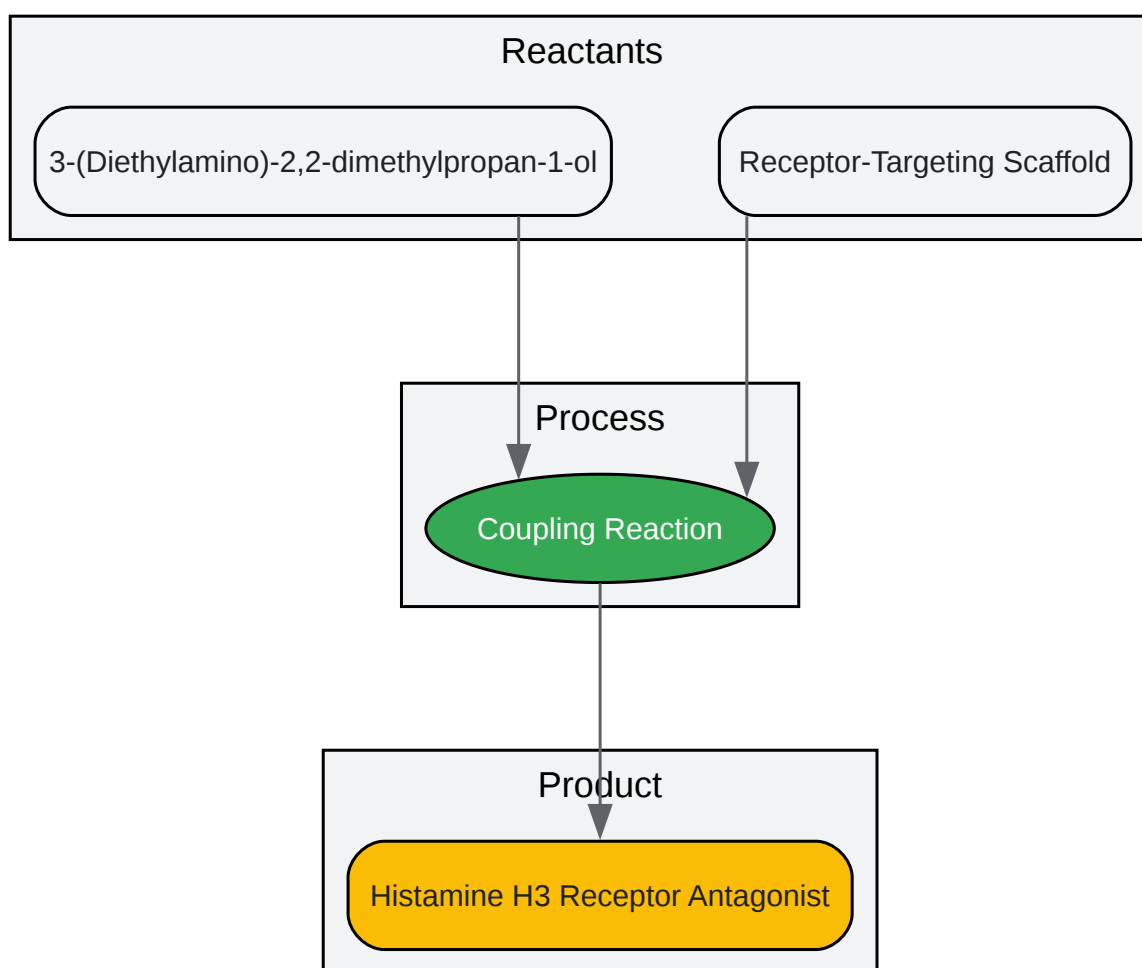 Reactants
3-(Diethylamino)-2,2-dimethylpropan-1-ol
Receptor-Targeting Scaffold
Process
Coupling Reaction
Product
Histamine H3 Receptor Antagonist